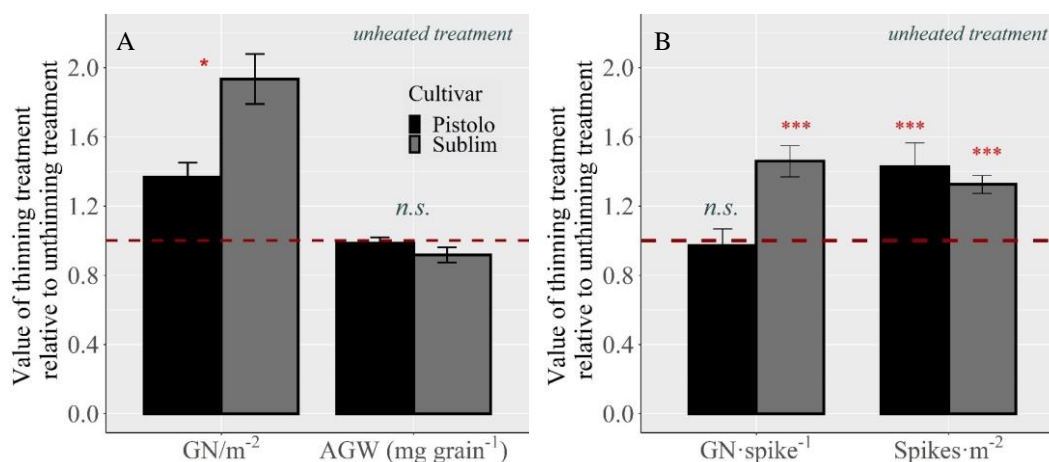 A
unheated treatment
Value of thinning treatment
relative to unthinning treatment
2.0
1.6
1.2
0.8
0.4
0.0
*
Cultivar
Pistolo
Sublim
n.s.
GN/m⁻²
AGW (mg grain⁻¹)
B
unheated treatment
Value of thinning treatment
relative to unthinning treatment
2.0
1.6
1.2
0.8
0.4
0.0
n.s.
***
***
***
GN·spike⁻¹
Spikes·m⁻²